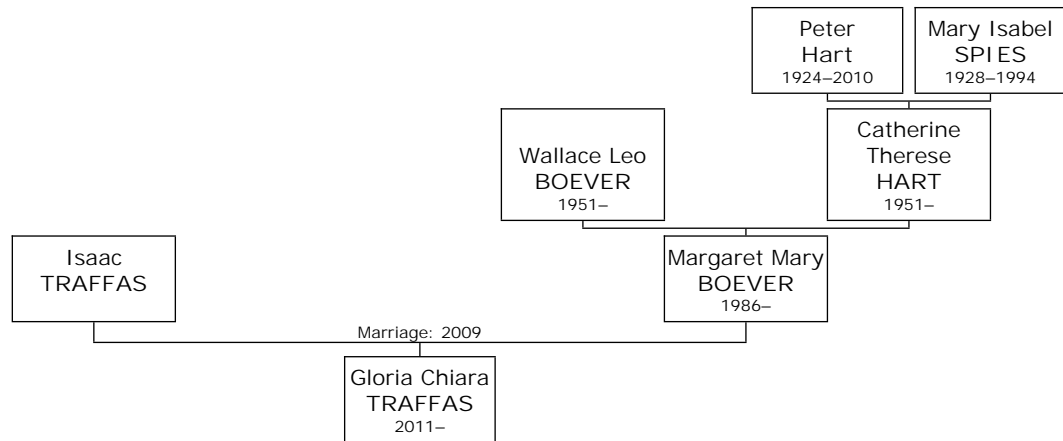 Peter
Hart
1924–2010
Mary Isabel
SPIES
1928–1994
Wallace Leo
BOEVER
1951–
Catherine
Therese
HART
1951–
Isaac
TRAFFAS
Margaret Mary
BOEVER
1986–
Marriage: 2009
Gloria Chiara
TRAFFAS
2011–